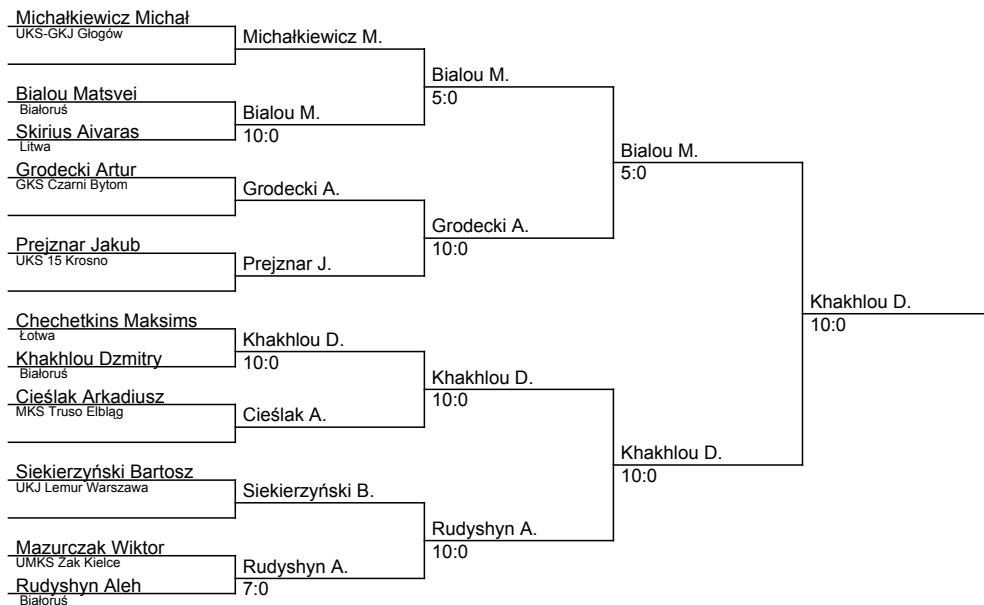 Michałkiewicz Michał
UKS-GKJ Głogów
Michałkiewicz M.
Bialou M.
5:0
Bialou Matsvei
Białoruś
Bialou M.
10:0
Skirius Aivaras
Litwa
Bialou M.
5:0
Grodecki Artur
GKS Czarni Bytom
Grodecki A.
Grodecki A.
10:0
Prejznar Jakub
UKS 15 Krosno
Prejznar J.
Khakhlou D.
10:0
Chechetkins Maksims
Łotwa
Khakhlou D.
10:0
Khakhlou Dzmitry
Białoruś
Khakhlou D.
10:0
Cieślak Arkadiusz
MKS Truso Elbląg
Cieślak A.
Khakhlou D.
10:0
Siekierzyński Bartosz
UKJ Lemur Warszawa
Siekierzyński B.
Rudyshyn A.
10:0
Mazurczak Wiktor
UMKS Żak Kielce
Rudyshyn A.
7:0
Rudyshyn Aleh
Białoruś